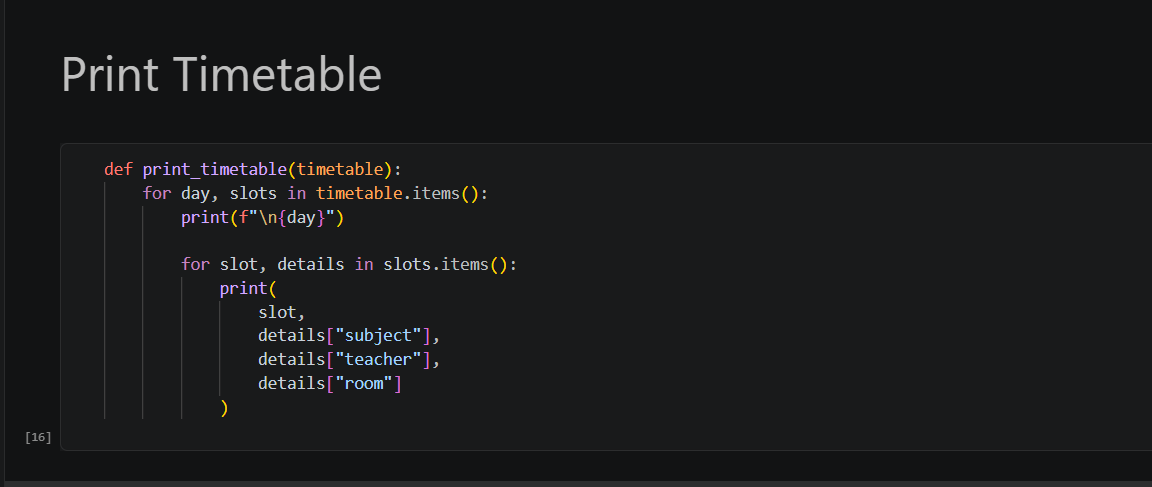 Print Timetable
def print_timetable(timetable):
    for day, slots in timetable.items():
        print(f"\n{day}")
        for slot, details in slots.items():
            print(
                slot,
                details["subject"],
                details["teacher"],
                details["room"]
            )
[16]